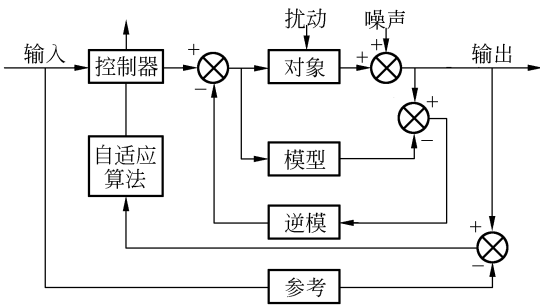 扰动
噪声
输入
控制器
+
−
对象
+
+
输出
+
−
自适应
算法
模型
逆模
+
−
参考